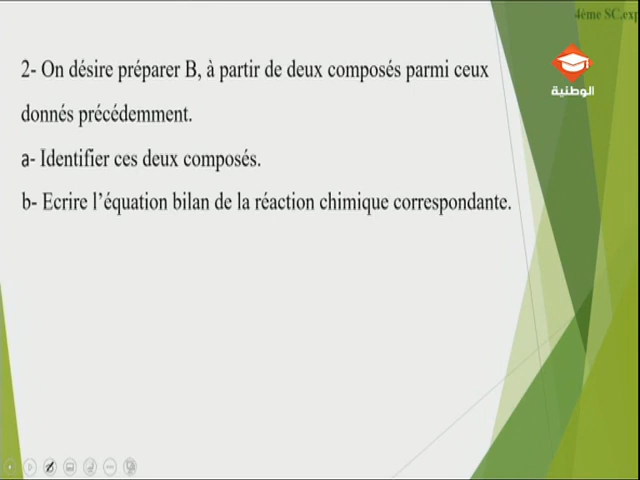 4ème SC.exp
الوطنية
2- On désire préparer B, à partir de deux composés parmi ceux
donnés précédemment.
a- Identifier ces deux composés.
b- Ecrire l’équation bilan de la réaction chimique correspondante.